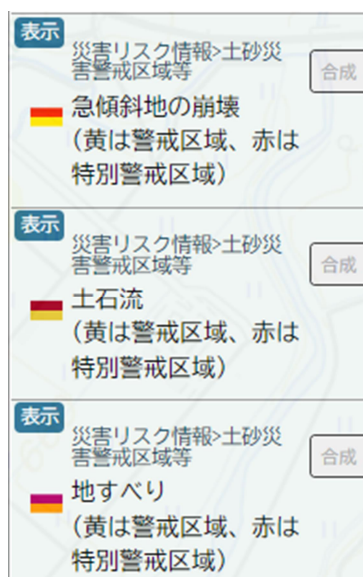 表示
災害リスク情報>土砂災
害警戒区域等
合成
急傾斜地の崩壊
(黄は警戒区域、赤は
特別警戒区域)
表示
災害リスク情報>土砂災
害警戒区域等
合成
土石流
(黄は警戒区域、赤は
特別警戒区域)
表示
災害リスク情報>土砂災
害警戒区域等
合成
地すべり
(黄は警戒区域、赤は
特別警戒区域)